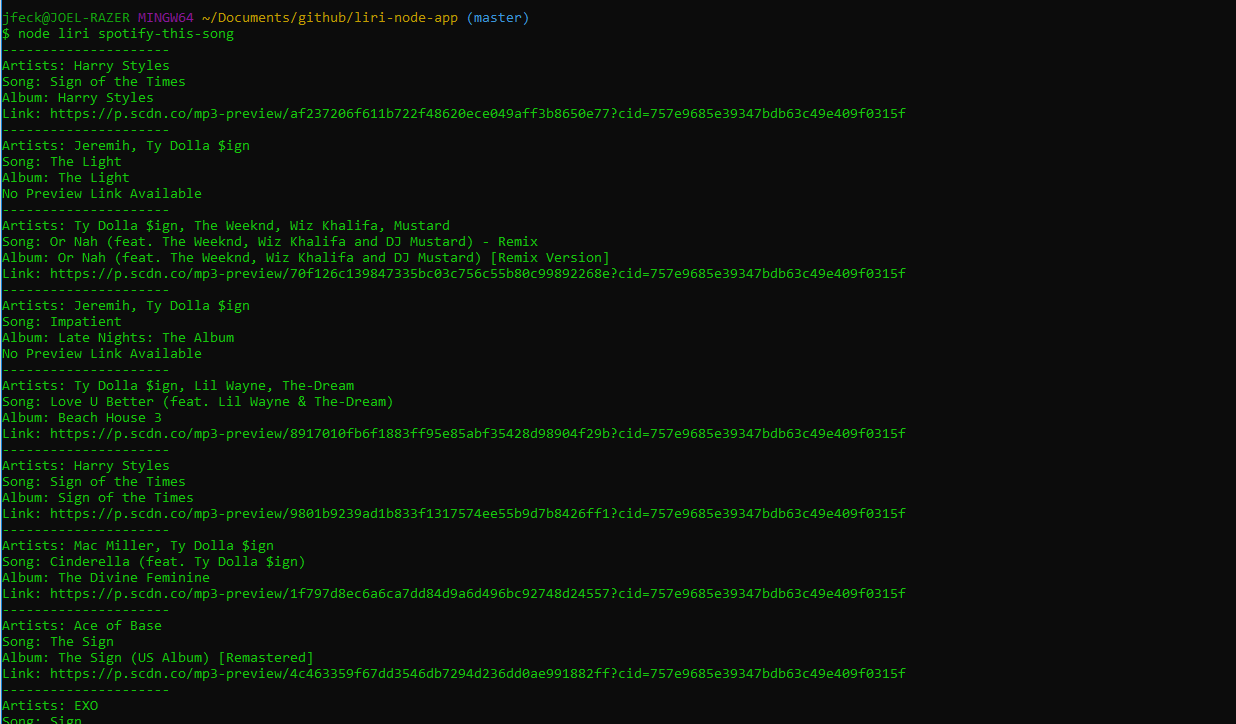 jfeck@JOEL-RAZER MINGW64 ~/Documents/github/liri-node-app (master)
$ node liri spotify-this-song
---------------------
Artists: Harry Styles
Song: Sign of the Times
Album: Harry Styles
Link: https://p.scdn.co/mp3-preview/af237206f611b722f48620ece049aff3b8650e77?cid=757e9685e39347bdb63c49e409f0315f
---------------------
Artists: Jeremih, Ty Dolla $ign
Song: The Light
Album: The Light
No Preview Link Available
---------------------
Artists: Ty Dolla $ign, The Weeknd, Wiz Khalifa, Mustard
Song: Or Nah (feat. The Weeknd, Wiz Khalifa and DJ Mustard) - Remix
Album: Or Nah (feat. The Weeknd, Wiz Khalifa and DJ Mustard) [Remix Version]
Link: https://p.scdn.co/mp3-preview/70f126c139847335bc03c756c55b80c99892268e?cid=757e9685e39347bdb63c49e409f0315f
---------------------
Artists: Jeremih, Ty Dolla $ign
Song: Impatient
Album: Late Nights: The Album
No Preview Link Available
---------------------
Artists: Ty Dolla $ign, Lil Wayne, The-Dream
Song: Love U Better (feat. Lil Wayne & The-Dream)
Album: Beach House 3
Link: https://p.scdn.co/mp3-preview/8917010fb6f1883ff95e85abf35428d98904f29b?cid=757e9685e39347bdb63c49e409f0315f
---------------------
Artists: Harry Styles
Song: Sign of the Times
Album: Sign of the Times
Link: https://p.scdn.co/mp3-preview/9801b9239ad1b833f1317574ee55b9d7b8426ff1?cid=757e9685e39347bdb63c49e409f0315f
---------------------
Artists: Mac Miller, Ty Dolla $ign
Song: Cinderella (feat. Ty Dolla $ign)
Album: The Divine Feminine
Link: https://p.scdn.co/mp3-preview/1f797d8ec6a6ca7dd84d9a6d496bc92748d24557?cid=757e9685e39347bdb63c49e409f0315f
---------------------
Artists: Ace of Base
Song: The Sign
Album: The Sign (US Album) [Remastered]
Link: https://p.scdn.co/mp3-preview/4c463359f67dd3546db7294d236dd0ae991882ff?cid=757e9685e39347bdb63c49e409f0315f
---------------------
Artists: EXO
Song: Sign